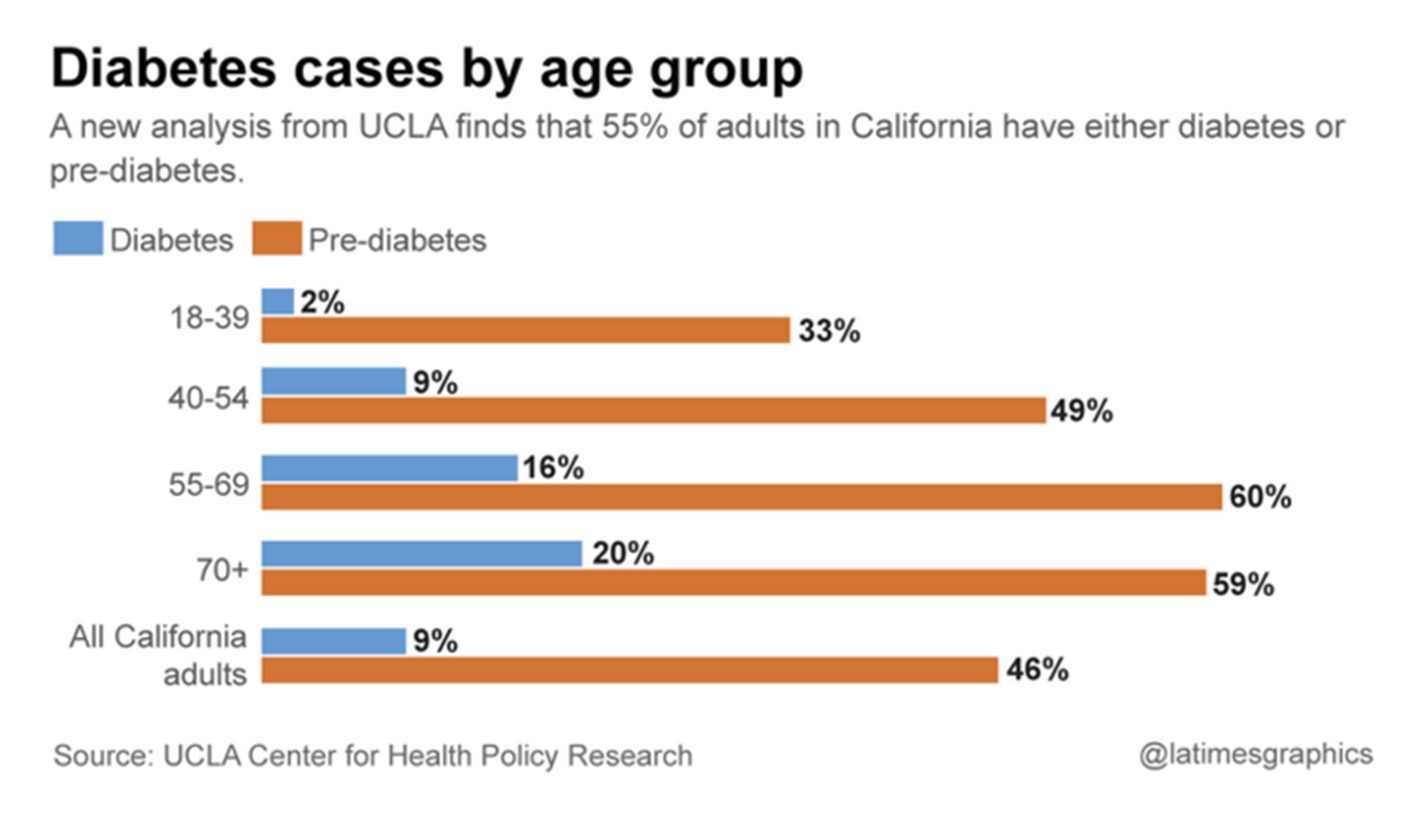 Diabetes cases by age group
A new analysis from UCLA finds that 55% of adults in California have either diabetes or
pre-diabetes.
Diabetes Pre-diabetes
18-39
2%
33%
40-54
9%
49%
55-69
16%
60%
70+
20%
59%
All California
adults
9%
46%
Source: UCLA Center for Health Policy Research
@latimesgraphics